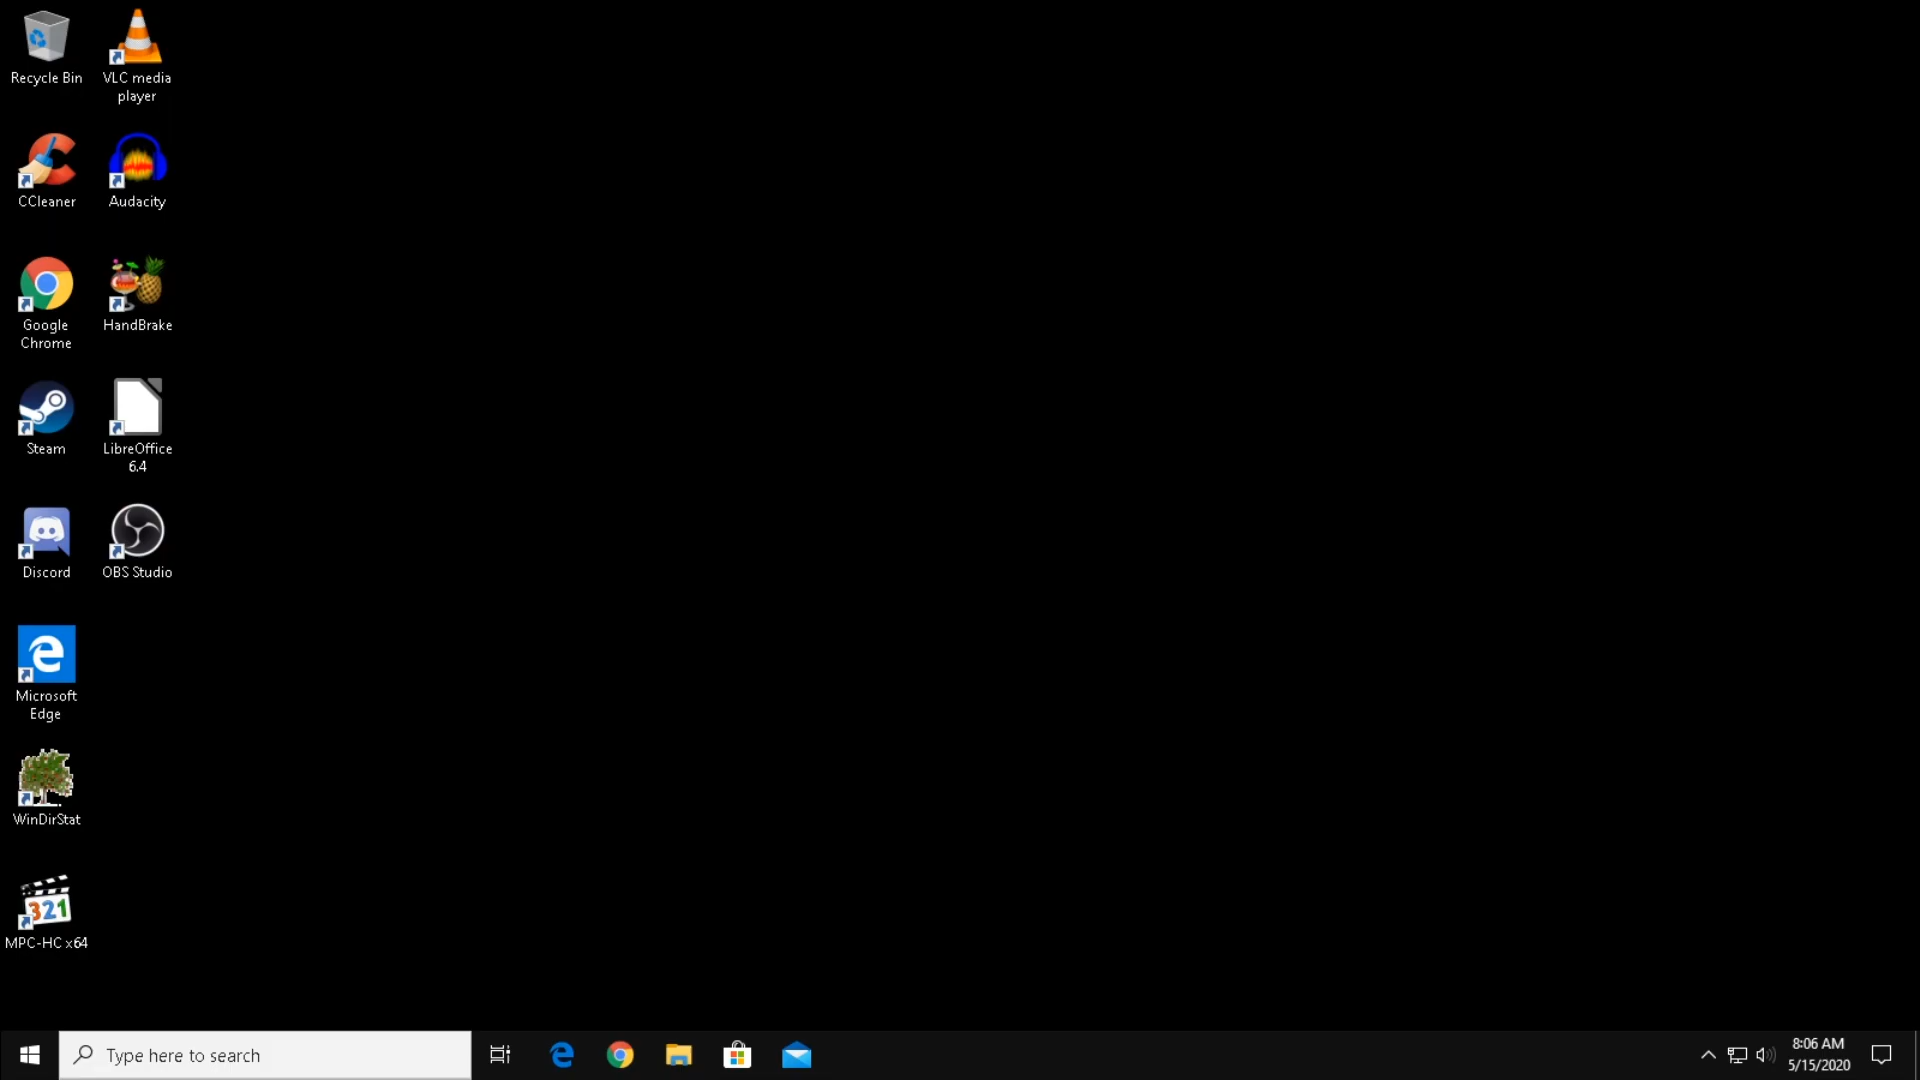 Recycle Bin
VLC media
player
CCleaner
Audacity
Google
Chrome
HandBrake
Steam
LibreOffice
6.4
Discord
OBS Studio
Microsoft
Edge
WinDirStat
321
MPC-HC x64
Type here to search
8:06 AM
5/15/2020